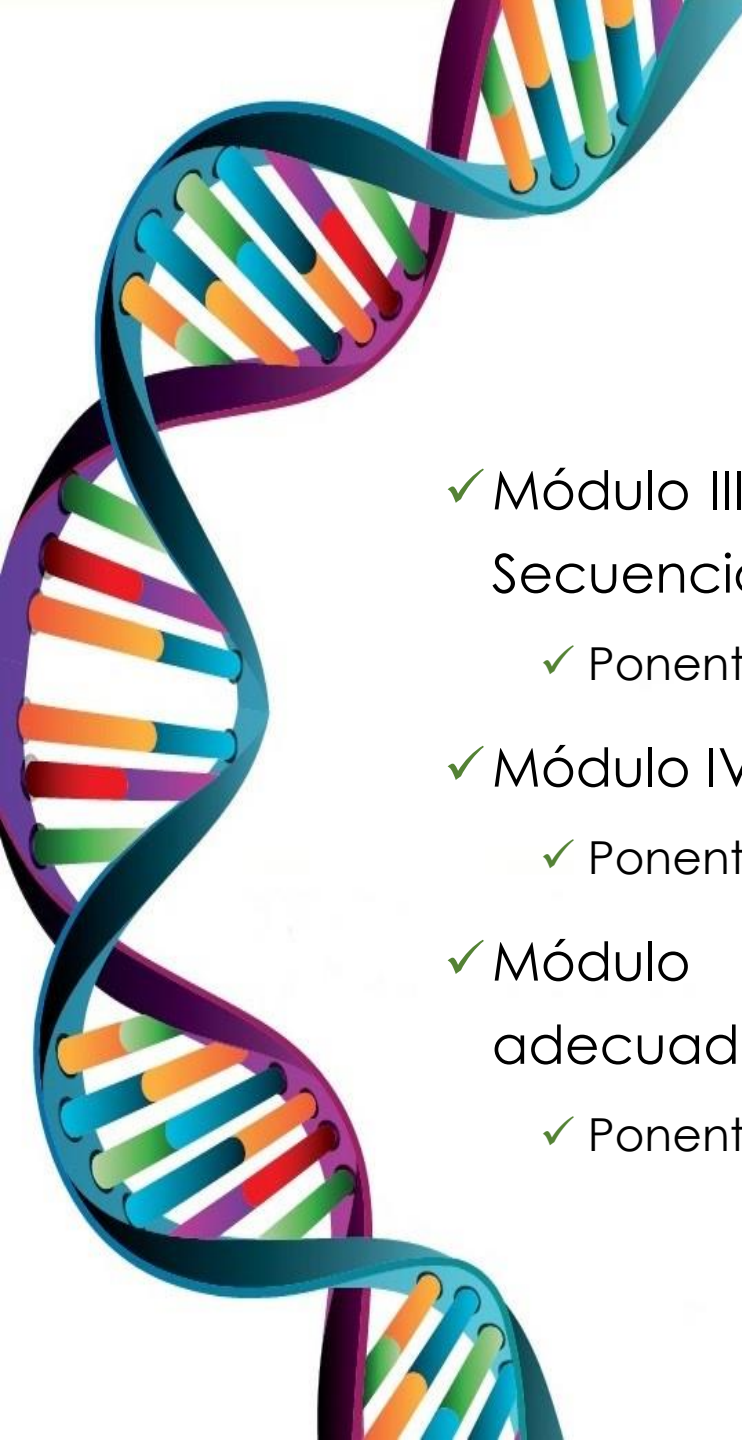 ✓ Módulo III
Secuencia
✓ Ponent
✓ Módulo IV
✓ Ponent
✓ Módulo
adecuad
✓ Ponent